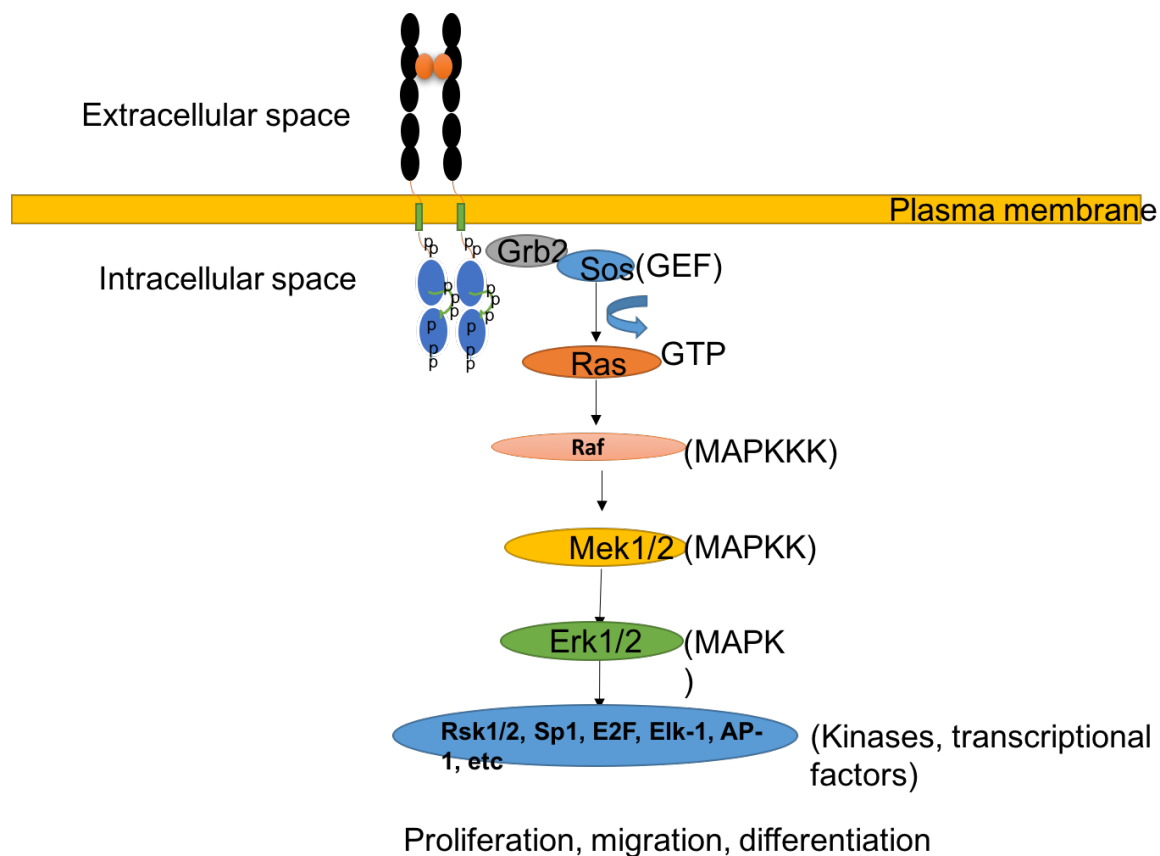 Extracellular space
Plasma membrane
Intracellular space
p
p
p
p
Grb2
Sos
(GEF)
p
p
p
p
p
p
p
p
p
p
p
p
Ras
GTP
Raf
(MAPKKK)
Mek1/2
(MAPKK)
Erk1/2
(MAPK
)
Rsk1/2, Sp1, E2F, Elk-1, AP-
1, etc
(Kinases, transcriptional
factors)
Proliferation, migration, differentiation